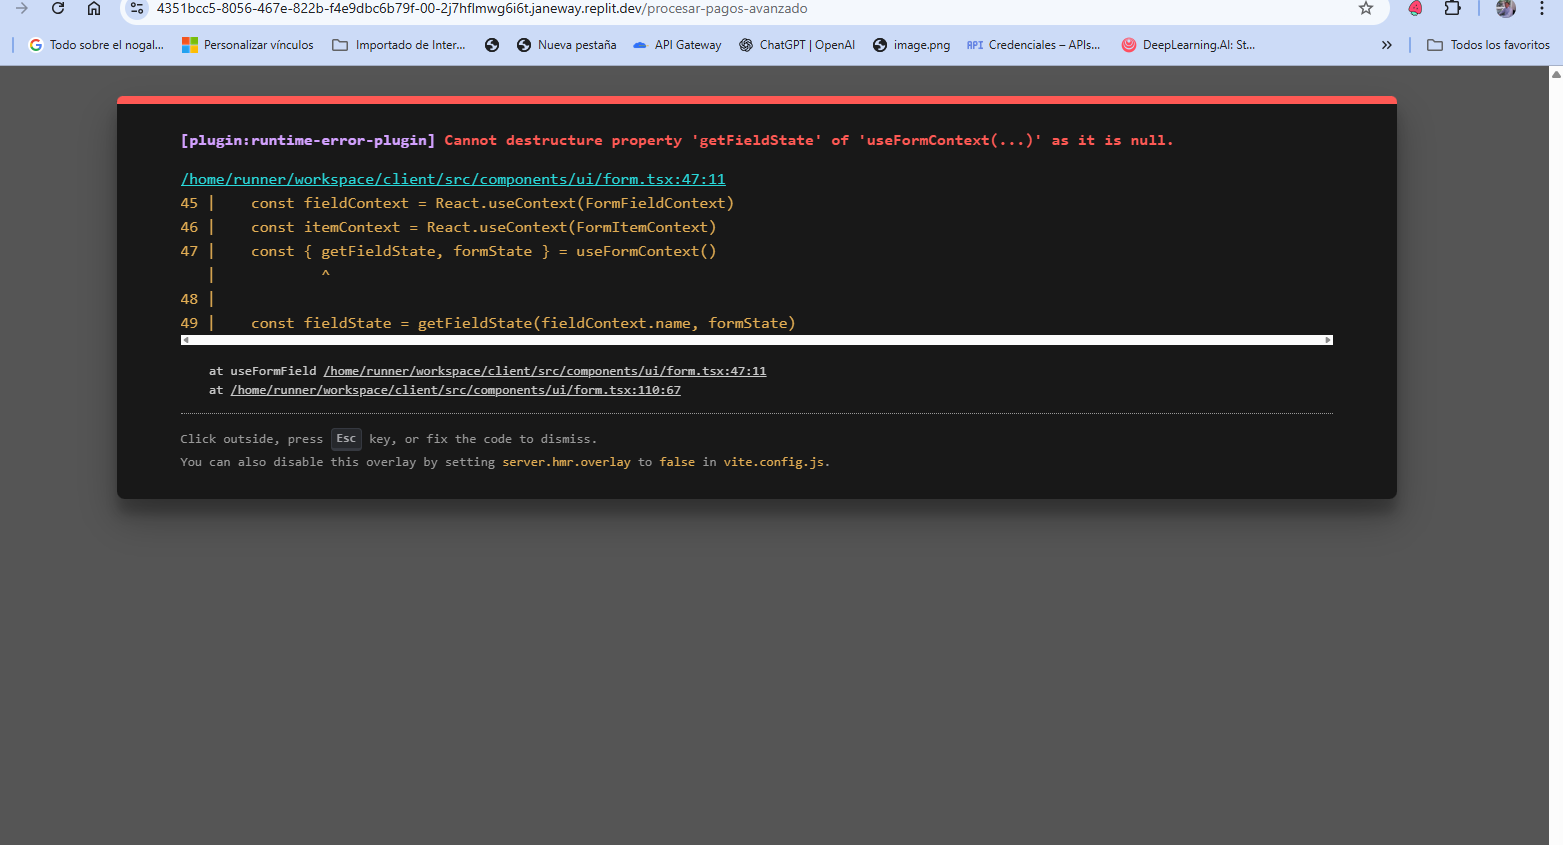 4351bcc5-8056-467e-822b-f4e9dbc6b79f-00-2j7hflmwg6i6t.janeway.replit.dev/procesar-pagos-avanzado
Todo sobre el nogal... Personalizar vínculos Importado de Inter... Nueva pestaña API Gateway ChatGPT | OpenAI image.png API Credenciales – APIs... DeepLearning.AI: St... » Todos los favoritos
[plugin:runtime-error-plugin] Cannot destructure property 'getFieldState' of 'useFormContext(...)' as it is null.
/home/runner/workspace/client/src/components/ui/form.tsx:47:11
45 |    const fieldContext = React.useContext(FormFieldContext)
46 |    const itemContext = React.useContext(FormItemContext)
47 |    const { getFieldState, formState } = useFormContext()
   |            ^
48 |
49 |    const fieldState = getFieldState(fieldContext.name, formState)
at useFormField /home/runner/workspace/client/src/components/ui/form.tsx:47:11
at /home/runner/workspace/client/src/components/ui/form.tsx:110:67
Click outside, press Esc key, or fix the code to dismiss.
You can also disable this overlay by setting server.hmr.overlay to false in vite.config.js.